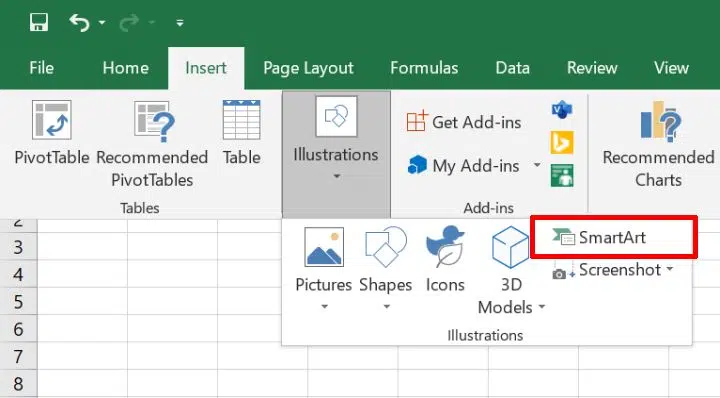 File Home Insert Page Layout Formulas Data Review View
PivotTable Recommended PivotTables Table
Tables
Illustrations
Get Add-ins
My Add-ins
Add-ins
Recommended Charts
Pictures Shapes Icons 3D Models
SmartArt
Screenshot
Illustrations
2
3
4
5
6
7
8